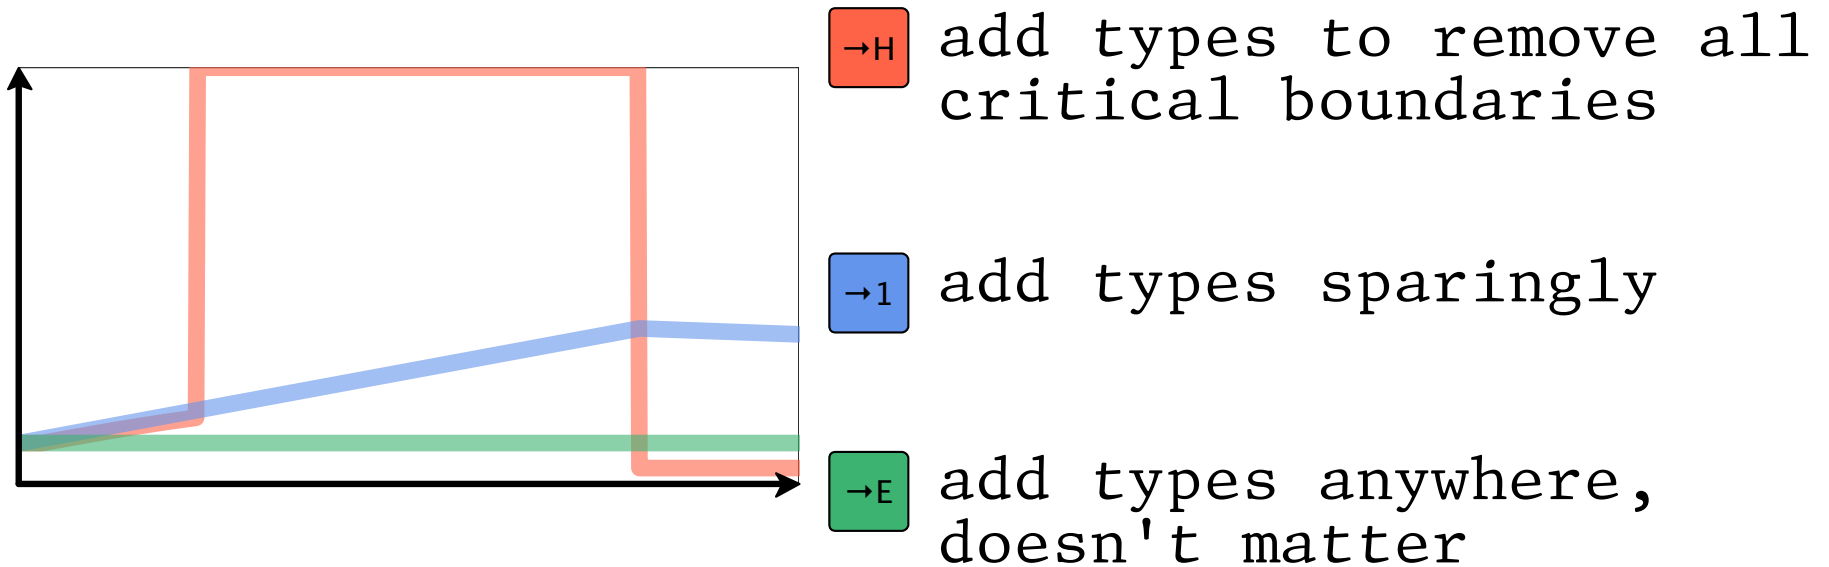 →H add types to remove all
critical boundaries
→1 add types sparingly
→E add types anywhere,
doesn't matter